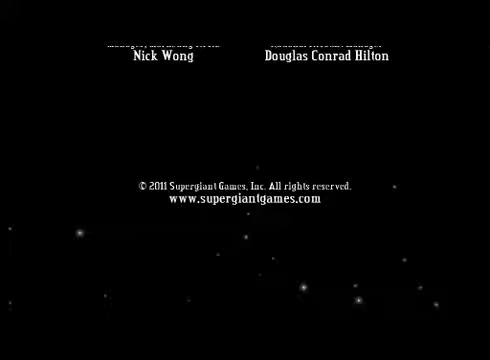 Nick Wong
Douglas Conrad Hilton
© 2011 Supergiant Games, Inc. All rights reserved.
www.supergiantgames.com